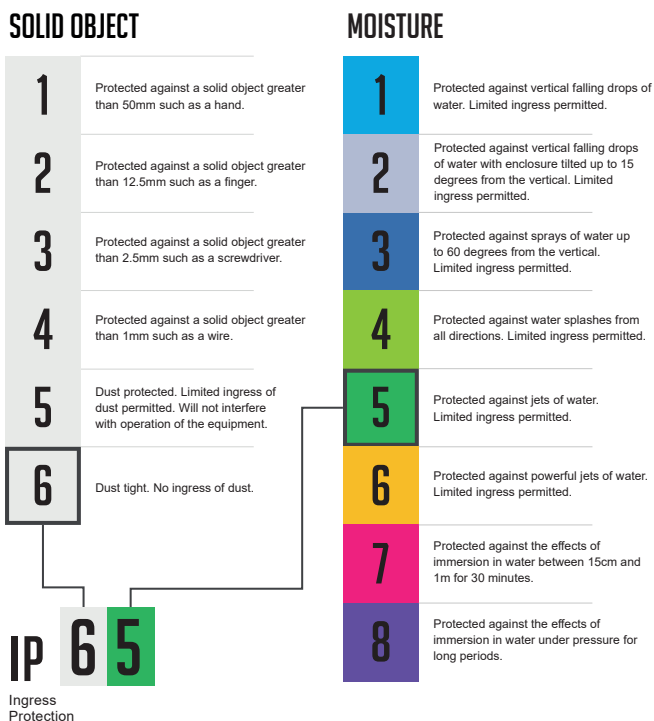 SOLID OBJECT
1
Protected against a solid object greater
than 50mm such as a hand.
2
Protected against a solid object greater
than 12.5mm such as a finger.
3
Protected against a solid object greater
than 2.5mm such as a screwdriver.
4
Protected against a solid object greater
than 1mm such as a wire.
5
Dust protected. Limited ingress of
dust permitted. Will not interfere
with operation of the equipment.
6
Dust tight. No ingress of dust.
MOISTURE
1
Protected against vertical falling drops of
water. Limited ingress permitted.
2
Protected against vertical falling drops
of water with enclosure tilted up to 15
degrees from the vertical. Limited
ingress permitted.
3
Protected against sprays of water up
to 60 degrees from the vertical.
Limited ingress permitted.
4
Protected against water splashes from
all directions. Limited ingress permitted.
5
Protected against jets of water.
Limited ingress permitted.
6
Protected against powerful jets of water.
Limited ingress permitted.
7
Protected against the effects of
immersion in water between 15cm and
1m for 30 minutes.
8
Protected against the effects of
immersion in water under pressure for
long periods.
IP 6 5
Ingress
Protection